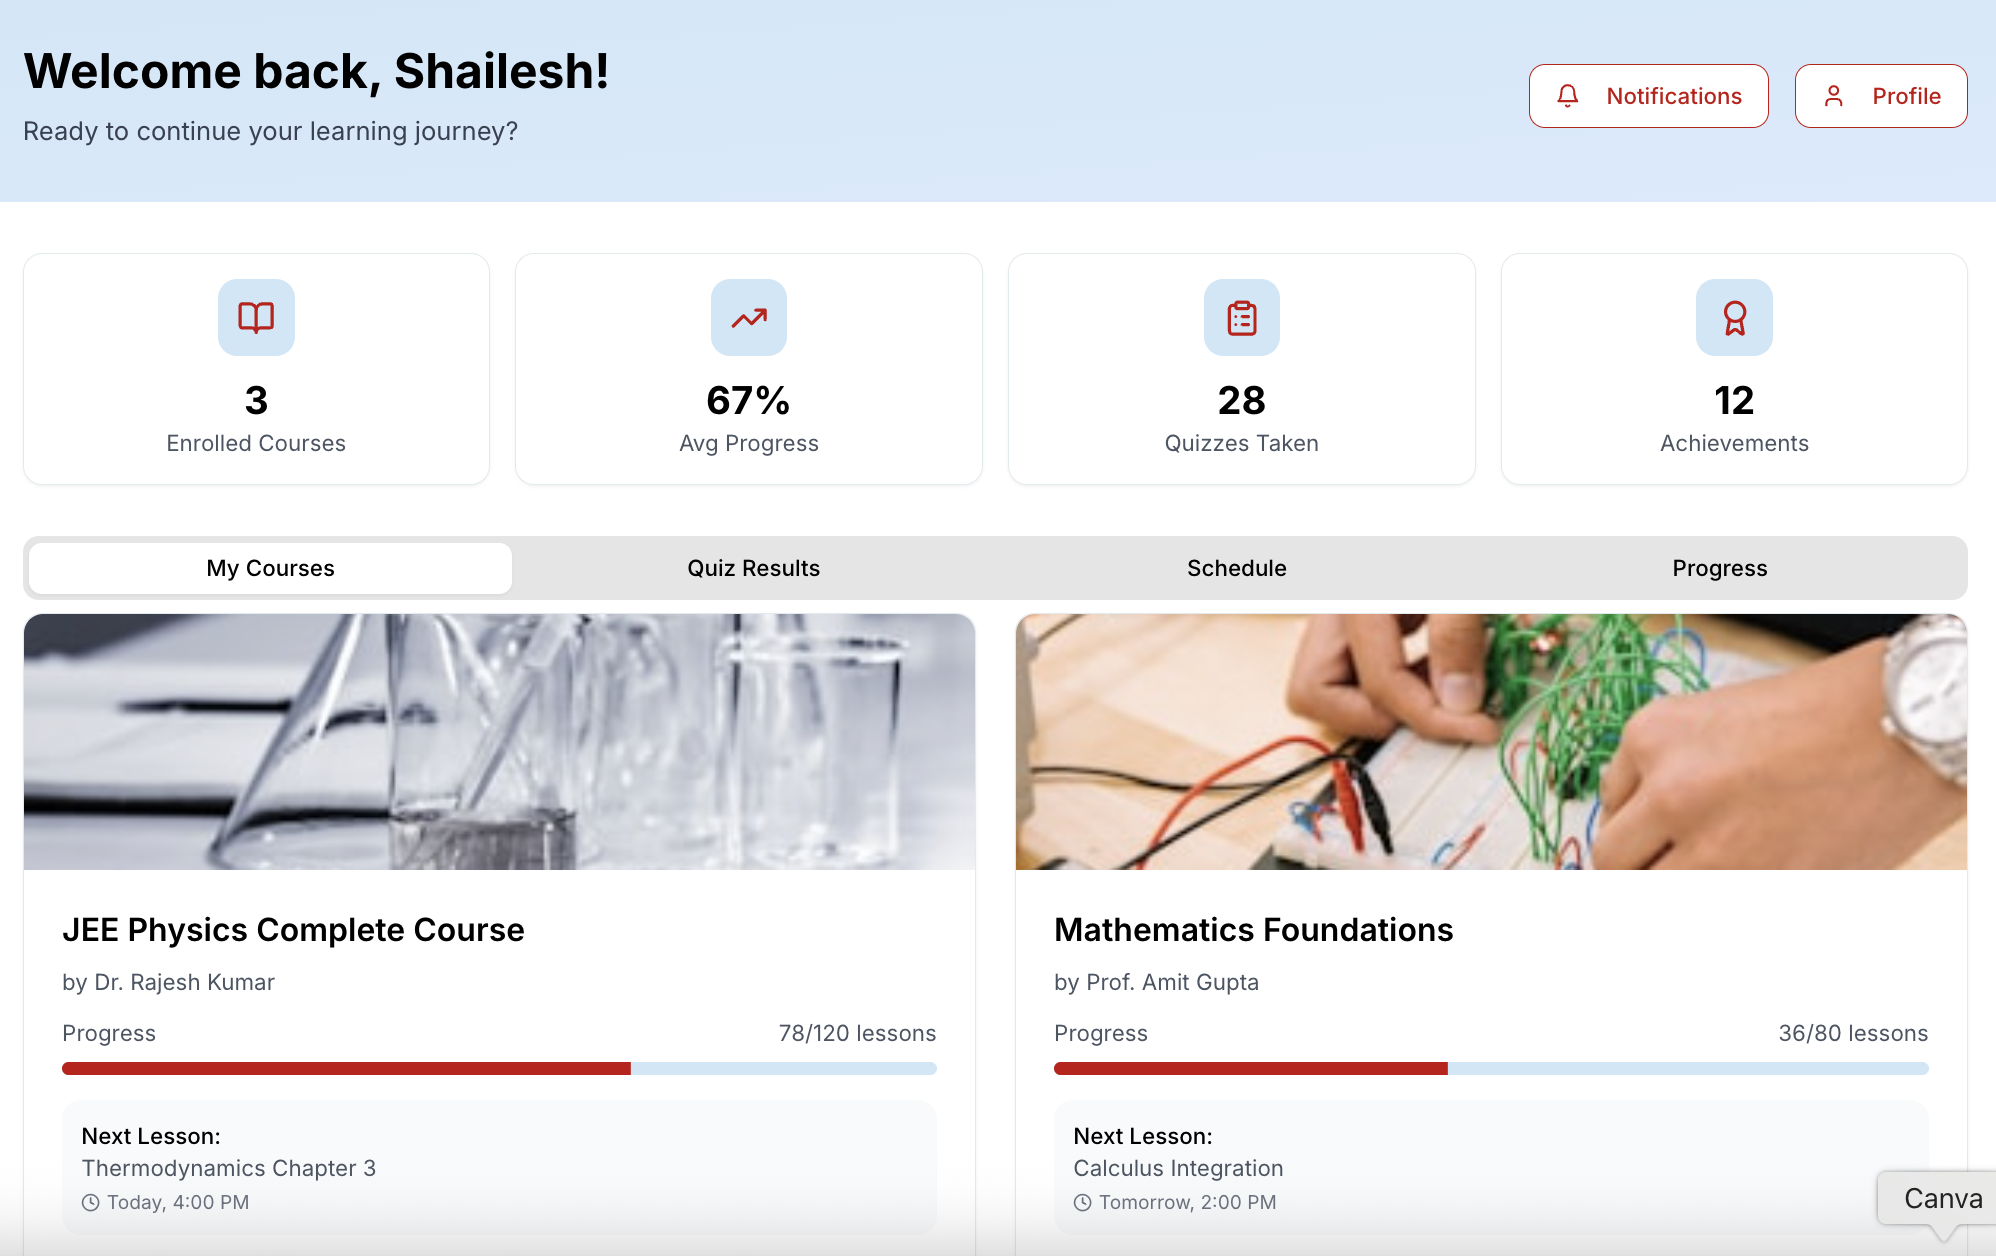 Welcome back, Shailesh!
Ready to continue your learning journey?
Notifications
Profile
3
Enrolled Courses
67%
Avg Progress
28
Quizzes Taken
12
Achievements
My Courses
Quiz Results
Schedule
Progress
JEE Physics Complete Course
by Dr. Rajesh Kumar
Progress
78/120 lessons
Next Lesson:
Thermodynamics Chapter 3
Today, 4:00 PM
Mathematics Foundations
by Prof. Amit Gupta
Progress
36/80 lessons
Next Lesson:
Calculus Integration
Tomorrow, 2:00 PM
Canva